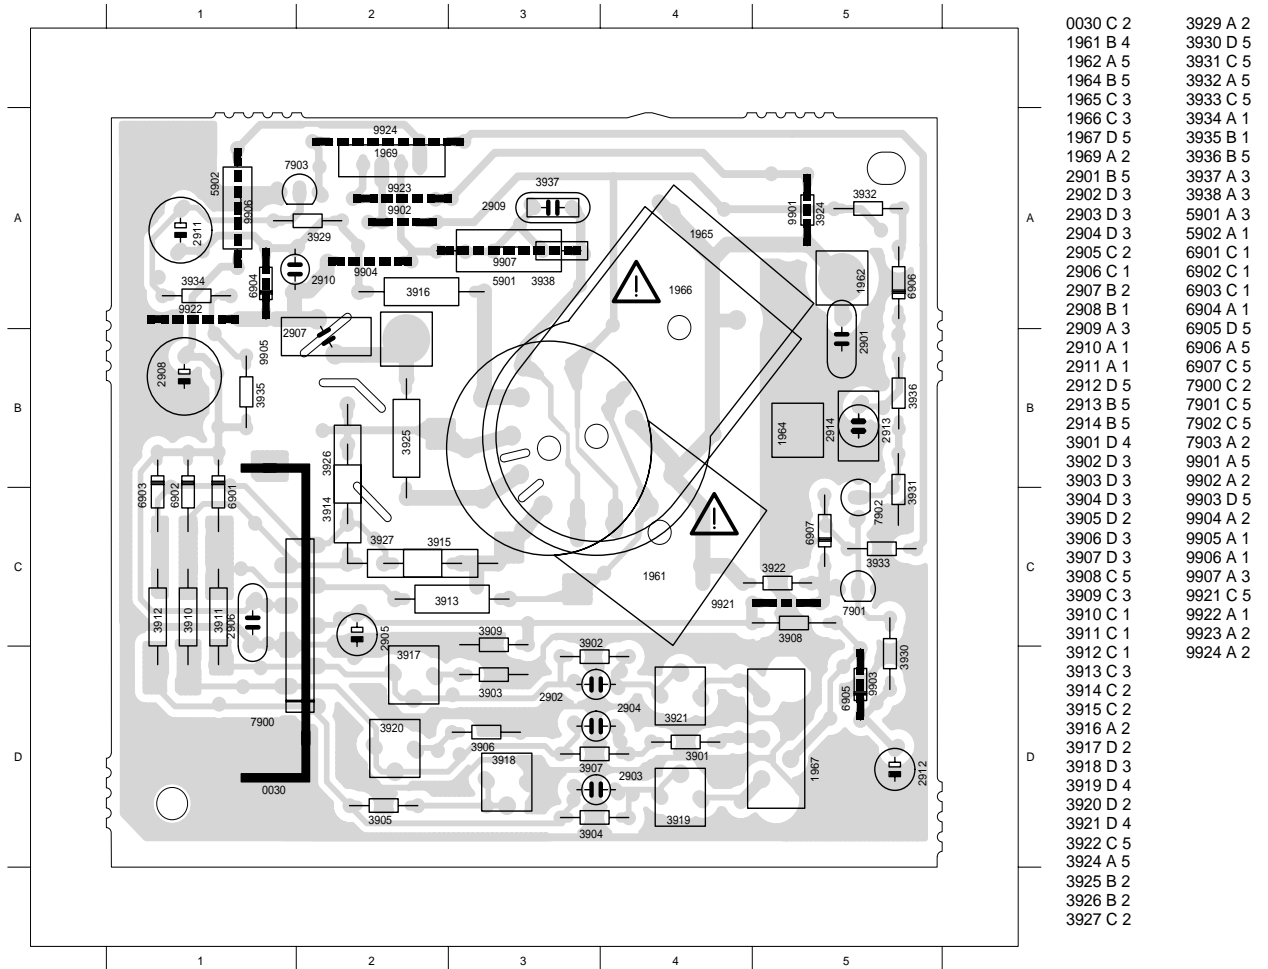 1 2 3 4 5
0030 C 2
1961 B 4
1962 A 5
1964 B 5
1965 C 3
1966 C 3
1967 D 5
1969 A 2
2901 B 5
2902 D 3
2903 D 3
2904 D 3
2905 C 2
2906 C 1
2907 B 2
2908 B 1
2909 A 3
2910 A 1
2911 A 1
2912 D 5
2913 B 5
2914 B 5
3901 D 4
3902 D 3
3903 D 3
3904 D 3
3905 D 2
3906 D 3
3907 D 3
3908 C 5
3909 C 3
3910 C 1
3911 C 1
3912 C 1
3913 C 3
3914 C 2
3915 C 2
3916 A 2
3917 D 2
3918 D 3
3919 D 4
3920 D 2
3921 D 4
3922 C 5
3924 A 5
3925 B 2
3926 B 2
3927 C 2
3929 A 2
3930 D 5
3931 C 5
3932 A 5
3933 C 5
3934 A 1
3935 B 1
3936 B 5
3937 A 3
3938 A 3
5901 A 3
5902 A 1
6901 C 1
6902 C 1
6903 C 1
6904 A 1
6905 D 5
6906 A 5
6907 C 5
7900 C 2
7901 C 5
7902 C 5
7903 A 2
9901 A 5
9902 A 2
9903 D 5
9904 A 2
9905 A 1
9906 A 1
9907 A 3
9921 C 5
9922 A 1
9923 A 2
9924 A 2
9924
1969
7903
5902
9906
9923
2909
3937
9902
3932
9901
3924
A
A
2911
3929
1965
9904
9907
5901
3938
2910
6904
3934
9922
3916
1966
!
1962
6906
2907
9905
2901
2908
3935
3936
B
B
3925
3926
1964
2914
2913
6903
6902
6901
3914
3931
7902
!
6907
3927
3915
3933
C
C
3922
1961
9921
3913
7901
3912
3910
3911
2906
2905
3908
3909
3902
3917
3930
3903
2902
2904
6905
9903
7900
3920
3921
3906
3918
3907
3901
D
D
2903
1967
2912
0030
3905
3904
3919
1 2 3 4 5